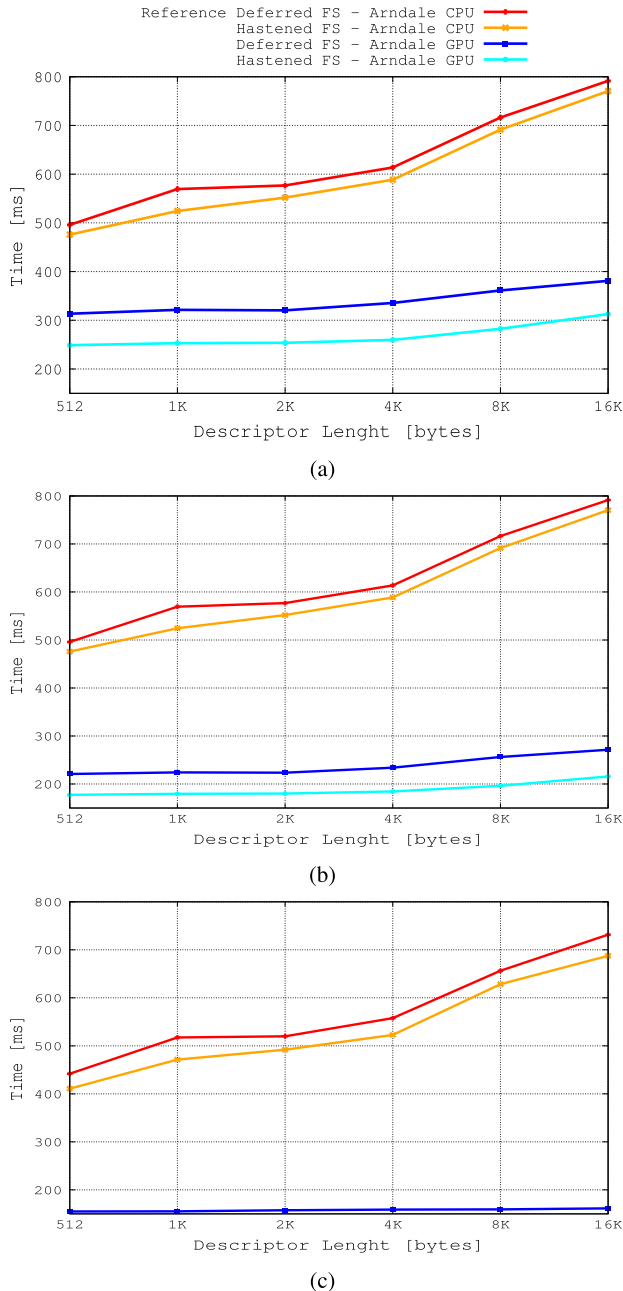 Reference Deferred FS - Arndale CPU
Hastened FS - Arndale CPU
Deferred FS - Arndale GPU
Hastened FS - Arndale GPU
800
700
600
500
400
300
200
Time [ms]
512 1K 2K 4K 8K 16K
Descriptor Lenght [bytes]
(a)
800
700
600
500
400
300
200
Time [ms]
512 1K 2K 4K 8K 16K
Descriptor Lenght [bytes]
(b)
800
700
600
500
400
300
200
Time [ms]
512 1K 2K 4K 8K 16K
Descriptor Lenght [bytes]
(c)